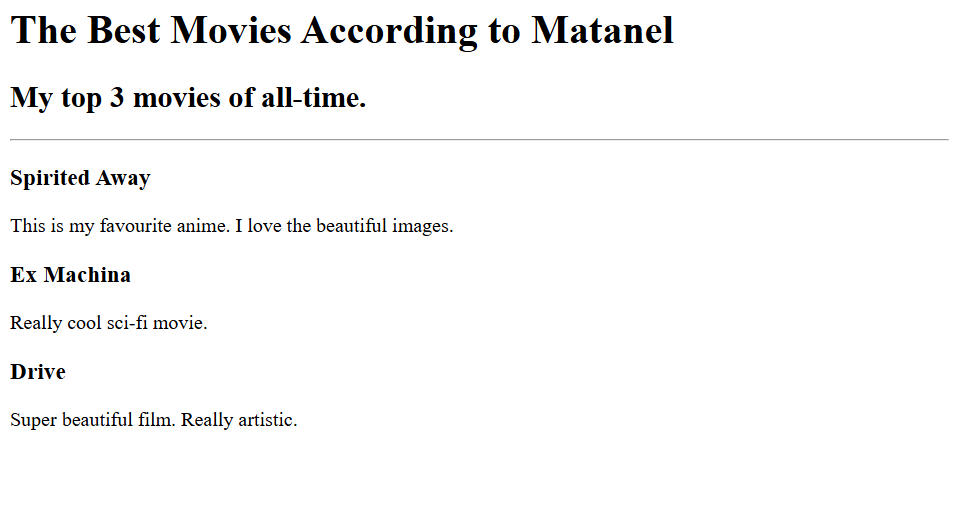 The Best Movies According to Matanel
My top 3 movies of all-time.
Spirited Away
This is my favourite anime. I love the beautiful images.
Ex Machina
Really cool sci-fi movie.
Drive
Super beautiful film. Really artistic.